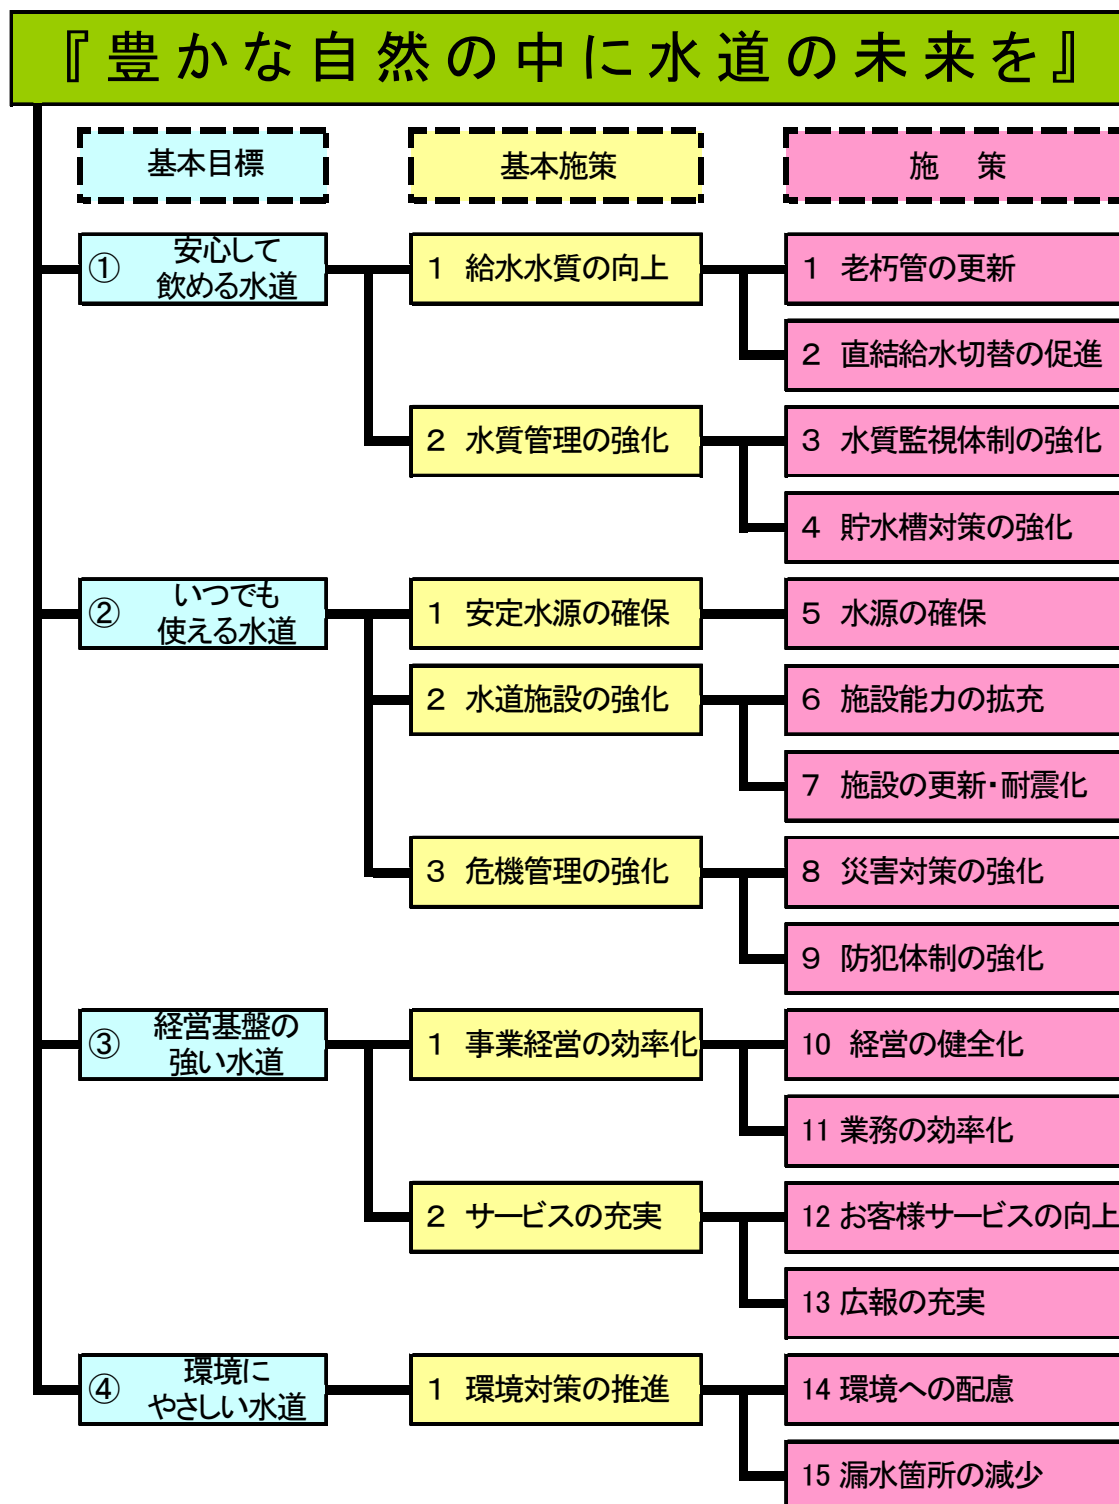 『豊かな自然の中に水道の未来を』
基本目標
基本施策
施 策
① 安心して
飲める水道
1 給水水質の向上
1 老朽管の更新
2 直結給水切替の促進
2 水質管理の強化
3 水質監視体制の強化
4 貯水槽対策の強化
② いつでも
使える水道
1 安定水源の確保
5 水源の確保
2 水道施設の強化
6 施設能力の拡充
7 施設の更新・耐震化
3 危機管理の強化
8 災害対策の強化
9 防犯体制の強化
③ 経営基盤の
強い水道
1 事業経営の効率化
10 経営の健全化
11 業務の効率化
2 サービスの充実
12 お客様サービスの向上
13 広報の充実
④ 環境に
やさしい水道
1 環境対策の推進
14 環境への配慮
15 漏水箇所の減少